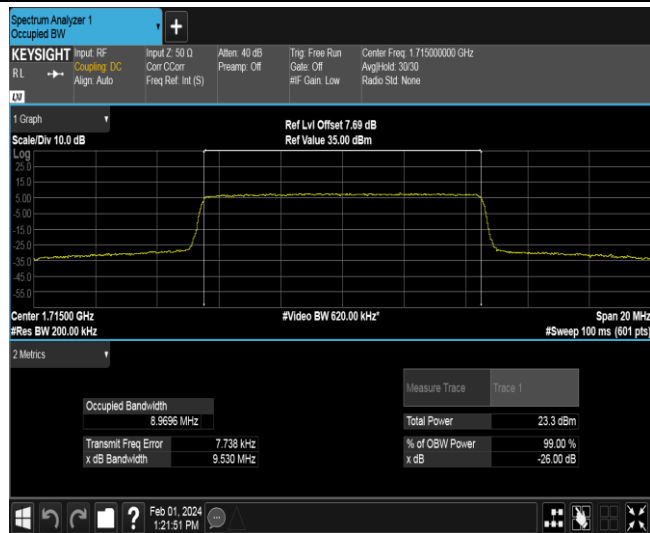 Spectrum Analyzer 1
Occupied BW
+
KEYSIGHT
RL
LXI
Input: RF
Coupling: DC
Align: Auto
Input Z: 50 Ω
Corr CCorr
Freq Ref: Int (S)
Atten: 40 dB
Preamp: Off
Trig: Free Run
Gate: Off
#IF Gain: Low
Center Freq: 1.715000000 GHz
Avg|Hold: 30/30
Radio Std: None
1 Graph
Scale/Div 10.0 dB
Ref Lvl Offset 7.69 dB
Ref Value 35.00 dBm
Log
25.0
15.0
5.00
-5.00
-15.0
-25.0
-35.0
-45.0
-55.0
Center 1.71500 GHz
#Res BW 200.00 kHz
#Video BW 620.00 kHz*
Span 20 MHz
#Sweep 100 ms (601 pts)
2 Metrics
Measure Trace Trace 1
Occupied Bandwidth
8.9696 MHz
Total Power 23.3 dBm
Transmit Freq Error 7.738 kHz
% of OBW Power 99.00 %
x dB Bandwidth 9.530 MHz
x dB -26.00 dB
?
Feb 01, 2024
1:21:51 PM